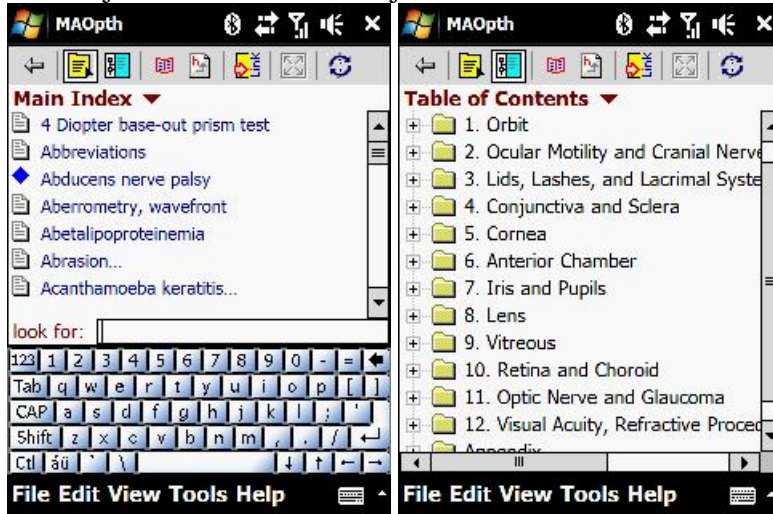 MAOpth
Main Index
4 Diopter base-out prism test
Abbreviations
Abducens nerve palsy
Aberrometry, wavefront
Abetalipoproteinemia
Abrasion...
Acanthamoeba keratitis...
look for:
123 1 2 3 4 5 6 7 8 9 0 - =
Tab q w e r t y u i o p [ ]
CAP a s d f g h j k l ; '
Shift z x c v b n m , . /
Ctl áü ` \
File Edit View Tools Help
MAOpth
Table of Contents
1. Orbit
2. Ocular Motility and Cranial Nerve
3. Lids, Lashes, and Lacrimal Syste
4. Conjunctiva and Sclera
5. Cornea
6. Anterior Chamber
7. Iris and Pupils
8. Lens
9. Vitreous
10. Retina and Choroid
11. Optic Nerve and Glaucoma
12. Visual Acuity, Refractive Proced
Appendix
File Edit View Tools Help